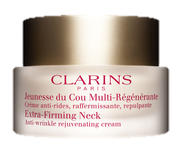 CLARINS
PARIS
Jeunesse du Cou Multi-Régénérante
Crème anti-rides, raffermissante, repulpante
Extra-Firming Neck
Anti-wrinkle rejuvenating cream